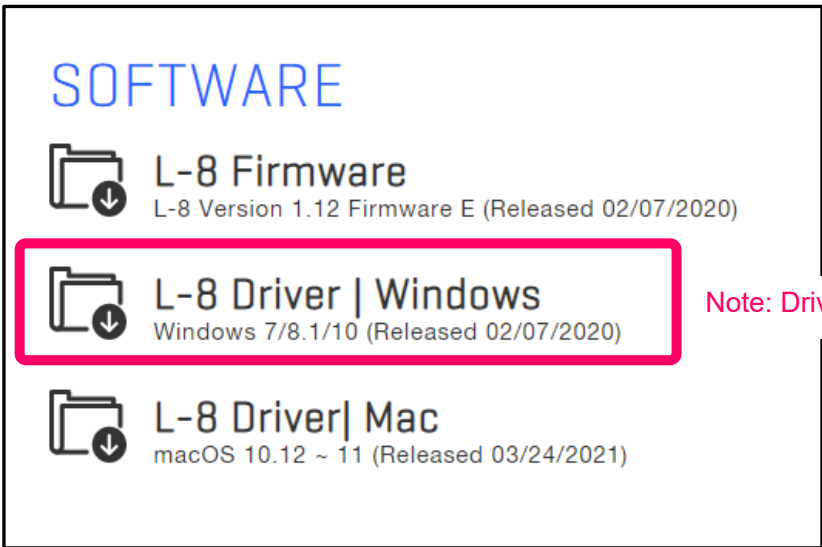 SOFTWARE
L-8 Firmware
L-8 Version 1.12 Firmware E (Released 02/07/2020)
L-8 Driver | Windows
Windows 7/8.1/10 (Released 02/07/2020)
Note:
L-8 Driver| Mac
macOS 10.12 ~ 11 (Released 03/24/2021)